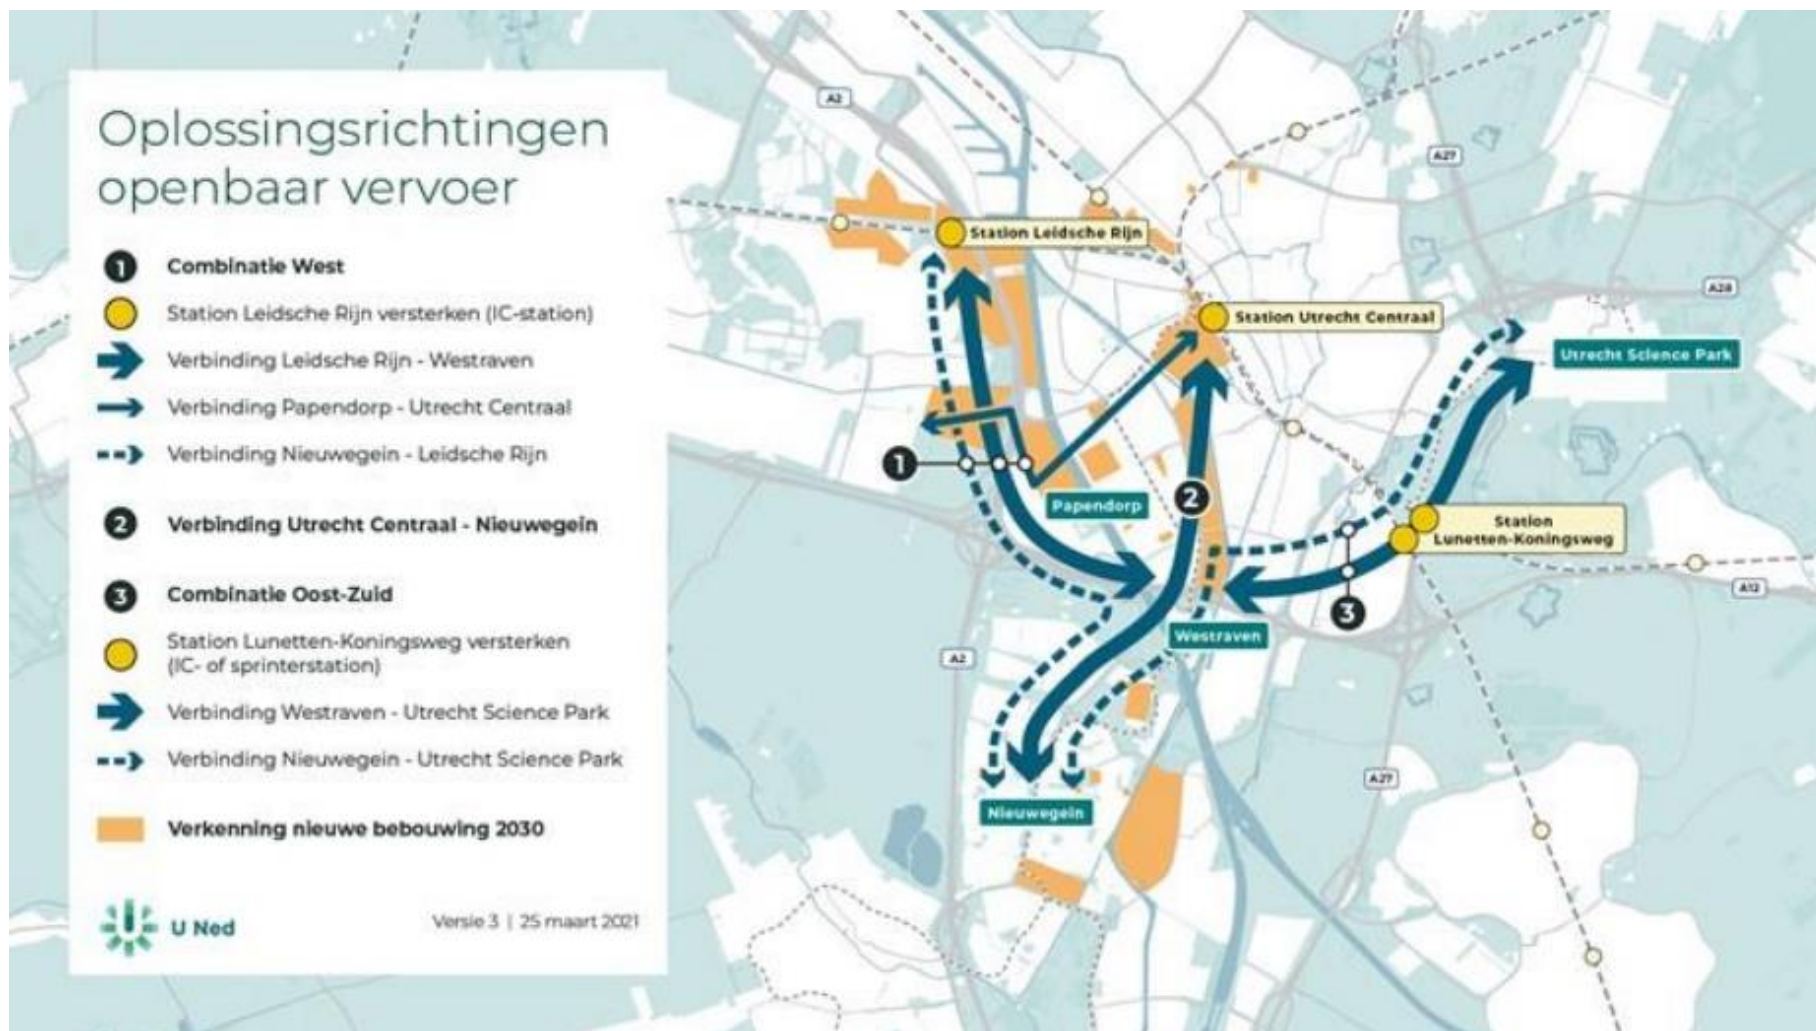 Oplossingsrichtingen
openbaar vervoer
1 Combinatie West
Station Leidsche Rijn versterken (IC-station)
Verbinding Leidsche Rijn - Westraven
Verbinding Papendorp - Utrecht Centraal
Verbinding Nieuwegein - Leidsche Rijn
2 Verbinding Utrecht Centraal - Nieuwegein
3 Combinatie Oost-Zuid
Station Lunetten-Koningsweg versterken
(IC- of sprinterstation)
Verbinding Westraven - Utrecht Science Park
Verbinding Nieuwegein - Utrecht Science Park
Verkenning nieuwe bebouwing 2030
U Ned
Versie 3 | 25 maart 2021
A2
A27
Station Leidsche Rijn
A28
Station Utrecht Centraal
Utrecht Science Park
1
2
Papendorp
Station
Lunetten-Koningsweg
A12
3
Westraven
A2
A27
Nieuwegein